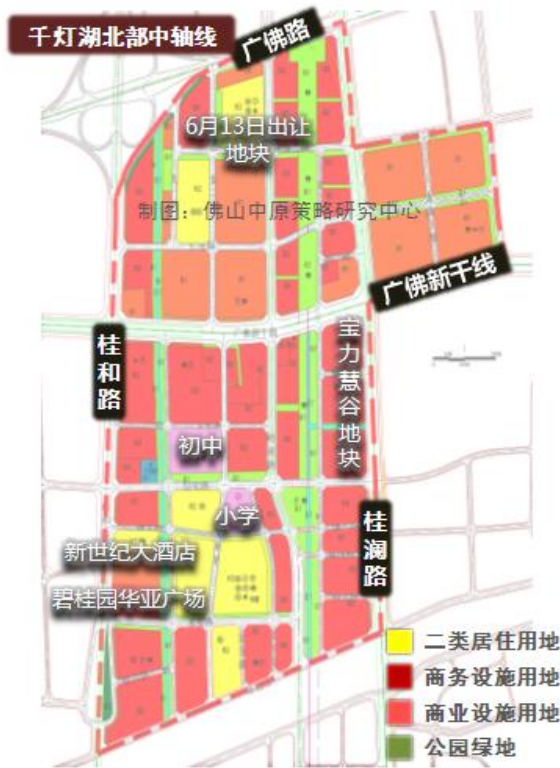 千灯湖北部中轴线
广佛路
6月13日出让
地块
制图：佛山中原策略研究中心
广佛新干线
桂和路
宝力慧谷地块
初中
小学
桂澜路
新世纪大酒店
碧桂园华亚广场
二类居住用地
商务设施用地
商业设施用地
公园绿地